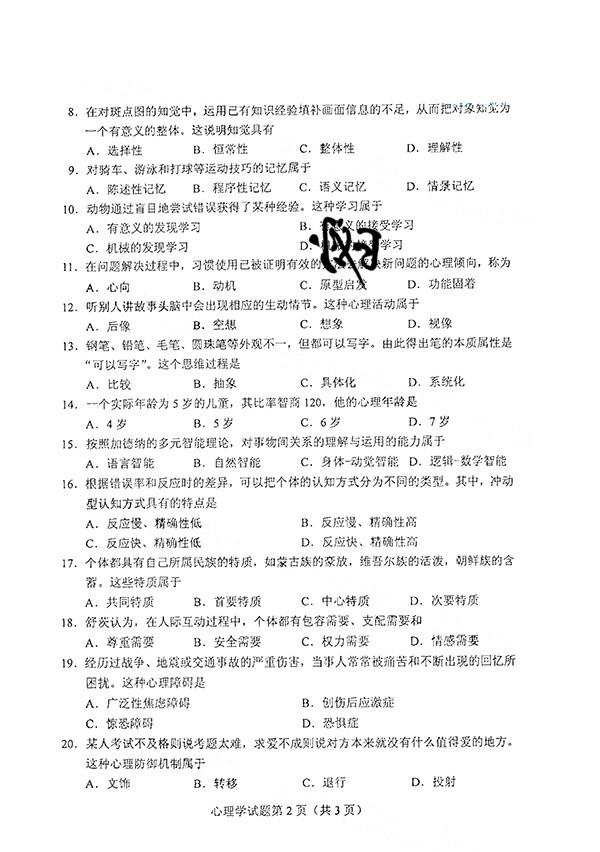 8．在对斑点图的知觉中，运用已有知识经验填补画面信息的不足，从而把对象知觉为
一个有意义的整体。这说明知觉具有
A．选择性 B．恒常性 C．整体性 D．理解性
9．对骑车、游泳和打球等运动技巧的记忆属于
A．陈述性记忆 B．程序性记忆 C．语义记忆 D．情景记忆
10．动物通过盲目地尝试错误获得了某种经验。这种学习属于
A．有意义的发现学习 B．有意义的接受学习
C．机械的发现学习 D．学习
11．在问题解决过程中，习惯使用已被证明有效的解决新问题的心理倾向，称为
A．心向 B．动机 C．原型启发 D．功能固着
12．听别人讲故事头脑中会出现相应的生动情节。这种心理活动属于
A．后像 B．空想 C．想象 D．视像
13．钢笔、铅笔、毛笔、圆珠笔等外观不一，但都可以写字。由此得出笔的本质属性是
“可以写字”。这个思维过程是
A．比较 B．抽象 C．具体化 D．系统化
14．一个实际年龄为 5 岁的儿童，其比率智商 120，他的心理年龄是
A．4 岁 B．5 岁 C．6 岁 D．7 岁
15．按照加德纳的多元智能理论，对事物间关系的理解与运用的能力属于
A．语言智能 B．自然智能 C．身体-动觉智能 D．逻辑-数学智能
16．根据错误率和反应时的差异，可以把个体的认知方式分为不同的类型。其中，冲动
型认知方式具有的特点是
A．反应慢、精确性低 B．反应慢、精确性高
C．反应快、精确性低 D．反应快、精确性高
17．个体都具有自己所属民族的特质，如蒙古族的豪放，维吾尔族的活泼，朝鲜族的含
蓄。这些特质属于
A．共同特质 B．首要特质 C．中心特质 D．次要特质
18．舒茨认为，在人际互动过程中，个体都有包容需要、支配需要和
A．尊重需要 B．安全需要 C．权力需要 D．情感需要
19．经历过战争、地震或交通事故的严重伤害，当事人常常被痛苦和不断出现的回忆所
困扰。这种心理障碍是
A．广泛性焦虑障碍 B．创伤后应激症
C．惊恐障碍 D．恐惧症
20．某人考试不及格则说考题太难，求爱不成则说对方本来就没有什么值得爱的地方。
这种心理防御机制属于
A．文饰 B．转移 C．退行 D．投射
心理学试题第 2 页（共 3 页）